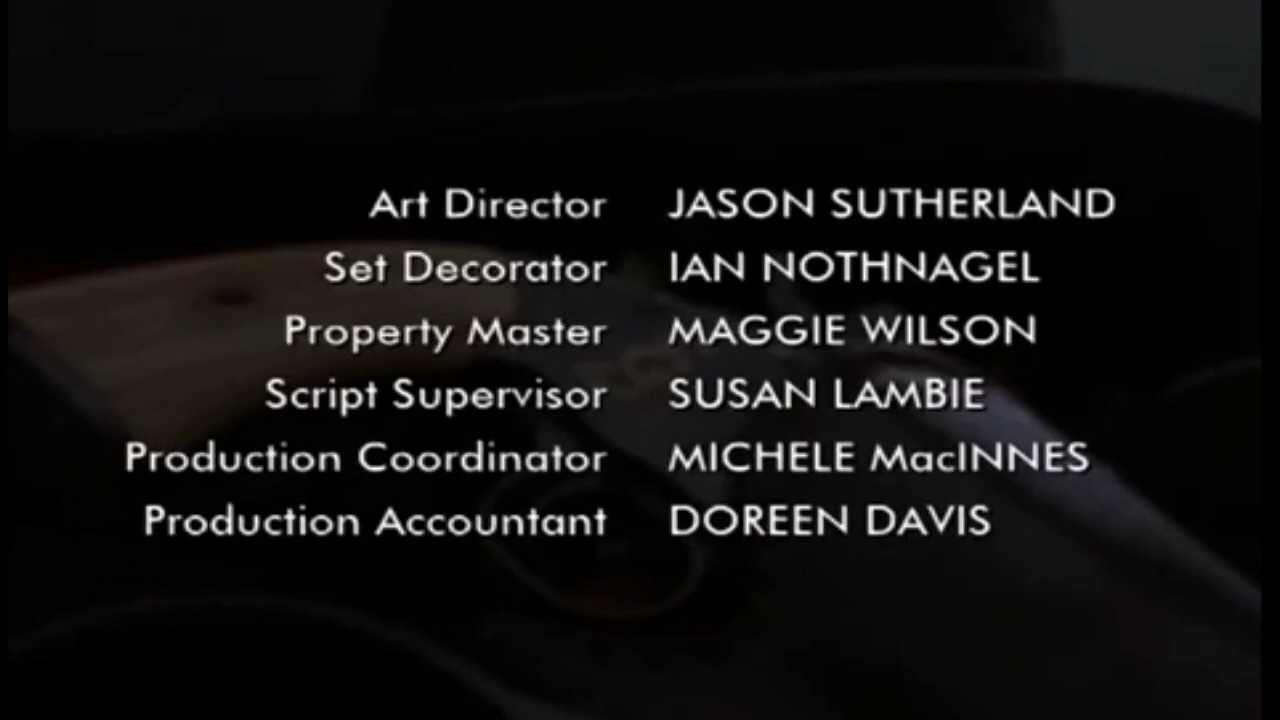 Art Director JASON SUTHERLAND
Set Decorator IAN NOTHNAGEL
Property Master MAGGIE WILSON
Script Supervisor SUSAN LAMBIE
Production Coordinator MICHELE MacINNES
Production Accountant DOREEN DAVIS